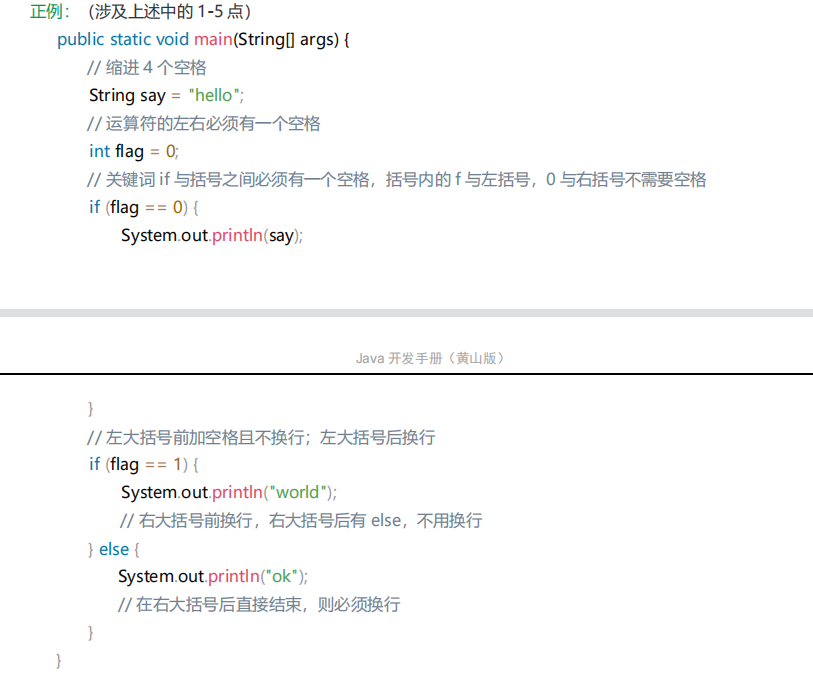 正例：（涉及上述中的 1-5 点）
public static void main(String[] args) {
// 缩进 4 个空格
String say = "hello";
// 运算符的左右必须有一个空格
int flag = 0;
// 关键词 if 与括号之间必须有一个空格，括号内的 f 与左括号，0 与右括号不需要空格
if (flag == 0) {
System.out.println(say);
Java 开发手册（黄山版）
}
// 左大括号前加空格且不换行；左大括号后换行
if (flag == 1) {
System.out.println("world");
// 右大括号前换行，右大括号后有 else，不用换行
} else {
System.out.println("ok");
// 在右大括号后直接结束，则必须换行
}
}